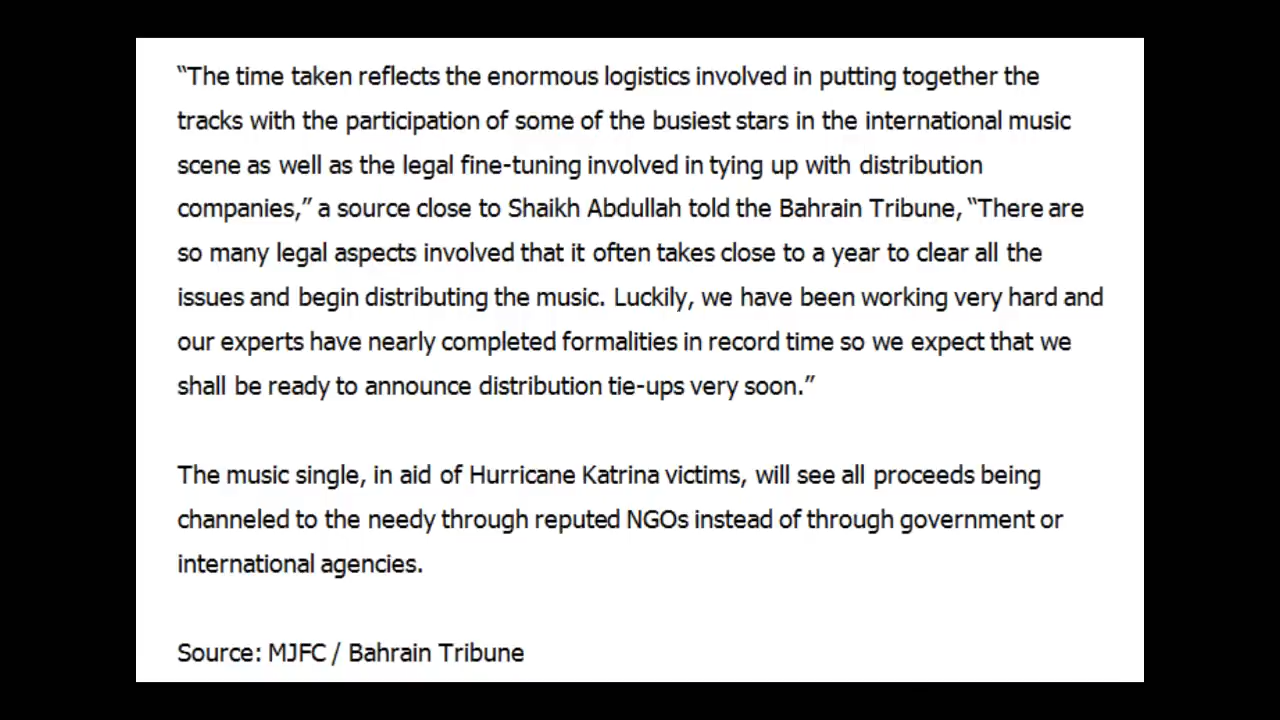 “The time taken reflects the enormous logistics involved in putting together the
tracks with the participation of some of the busiest stars in the international music
scene as well as the legal fine-tuning involved in tying up with distribution
companies,” a source close to Shaikh Abdullah told the Bahrain Tribune, “There are
so many legal aspects involved that it often takes close to a year to clear all the
issues and begin distributing the music. Luckily, we have been working very hard and
our experts have nearly completed formalities in record time so we expect that we
shall be ready to announce distribution tie-ups very soon.”
The music single, in aid of Hurricane Katrina victims, will see all proceeds being
channeled to the needy through reputed NGOs instead of through government or
international agencies.
Source: MJFC / Bahrain Tribune